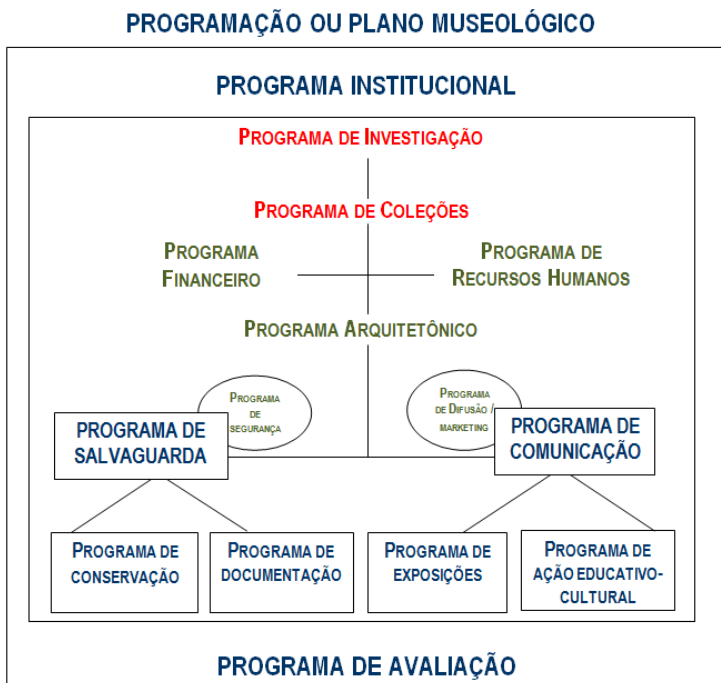 PROGRAMAÇÃO OU PLANO MUSEOLÓGICO
PROGRAMA INSTITUCIONAL
PROGRAMA DE INVESTIGAÇÃO
PROGRAMA DE COLEÇÕES
PROGRAMA
FINANCEIRO
PROGRAMA DE
RECURSOS HUMANOS
PROGRAMA ARQUITETÔNICO
PROGRAMA
DE
SEGURANÇA
PROGRAMA
DE DIFUSÃO /
MARKETING
PROGRAMA DE
SALVAGUARDA
PROGRAMA DE
COMUNICAÇÃO
PROGRAMA DE
CONSERVAÇÃO
PROGRAMA DE
DOCUMENTAÇÃO
PROGRAMA DE
EXPOSIÇÕES
PROGRAMA DE
AÇÃO EDUCATIVO-
CULTURAL
PROGRAMA DE AVALIAÇÃO